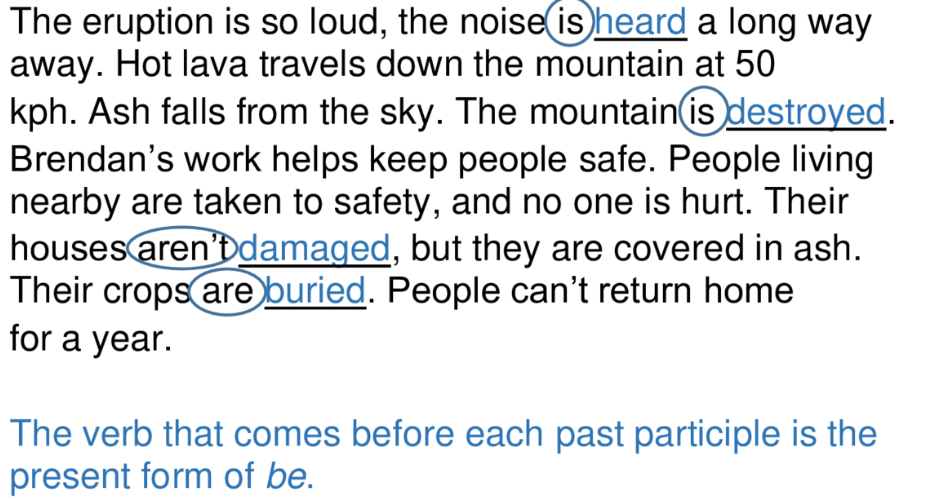 The eruption is so loud, the noise is heard a long way
away. Hot lava travels down the mountain at 50
kph. Ash falls from the sky. The mountain is destroyed.
Brendan’s work helps keep people safe. People living
nearby are taken to safety, and no one is hurt. Their
houses aren’t damaged, but they are covered in ash.
Their crops are buried. People can’t return home
for a year.
The verb that comes before each past participle is the
present form of be.